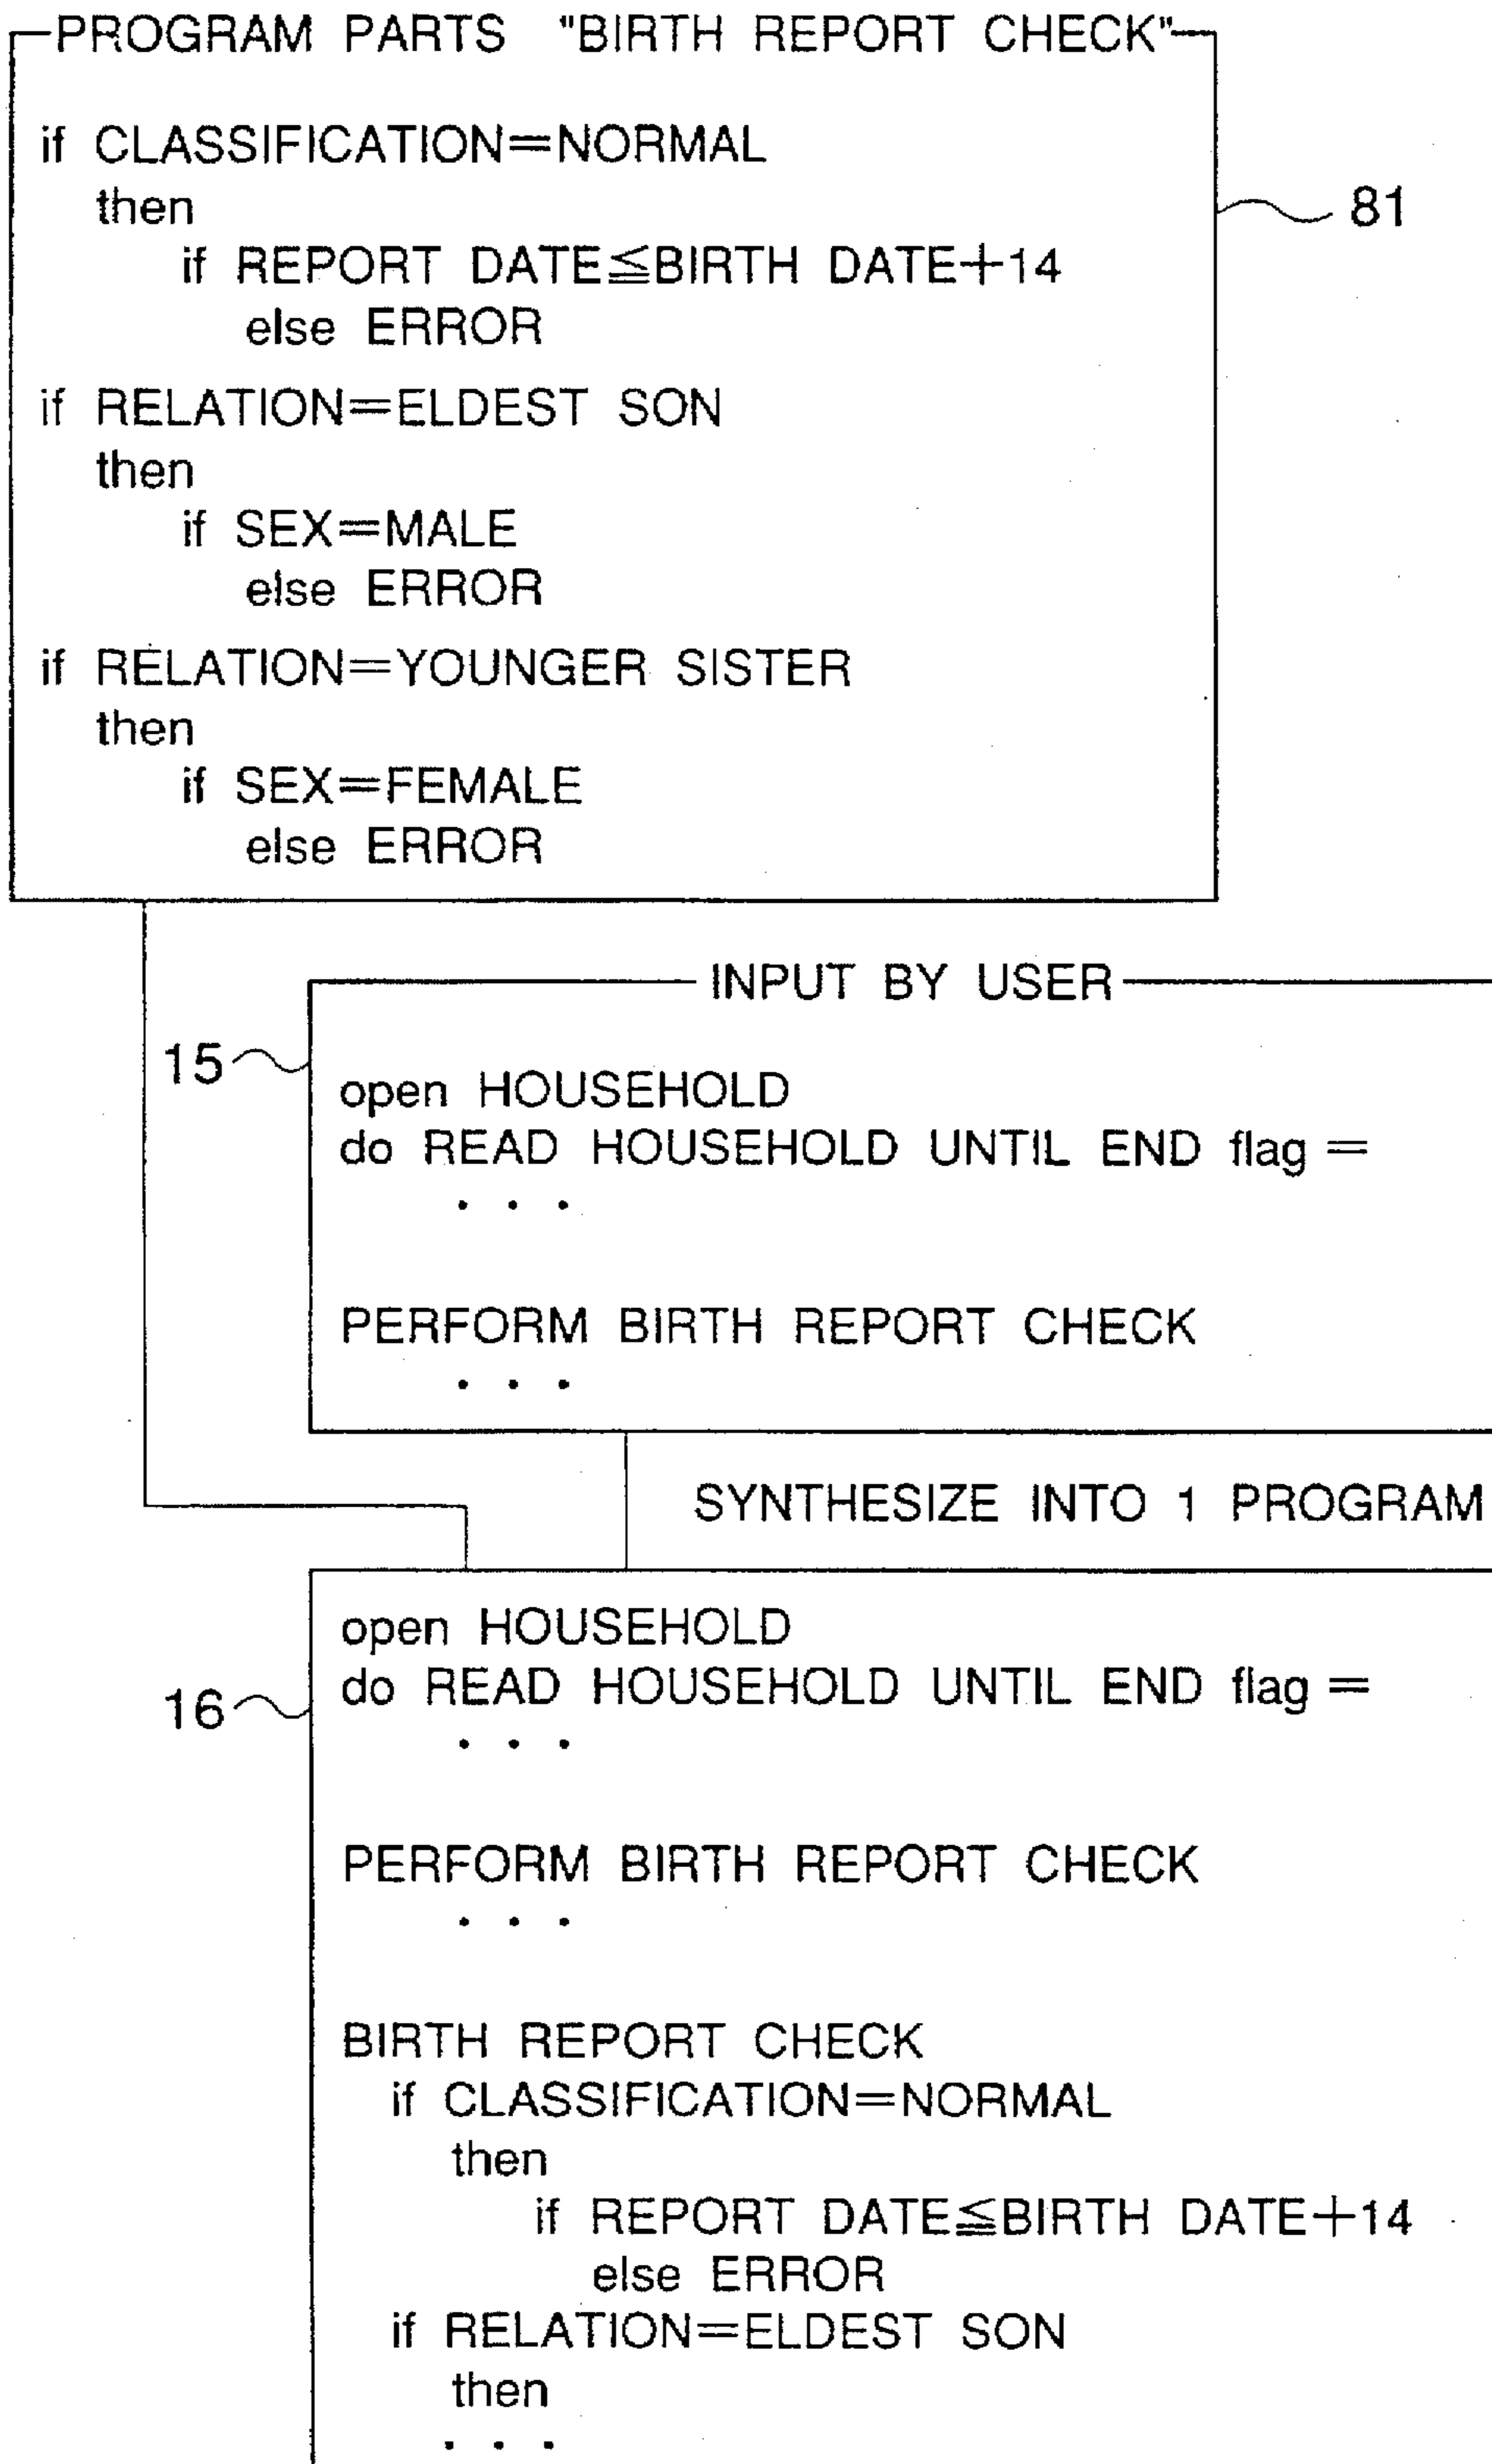 PROGRAM PARTS "BIRTH REPORT CHECK"
if CLASSIFICATION=NORMAL
then
if REPORT DATE≦BIRTH DATE+14
else ERROR
81
if RELATION=ELDEST SON
then
if SEX=MALE
else ERROR
if RELATION=YOUNGER SISTER
then
if SEX=FEMALE
else ERROR
INPUT BY USER
15
open HOUSEHOLD
do READ HOUSEHOLD UNTIL END flag =
. . .
PERFORM BIRTH REPORT CHECK
. . .
SYNTHESIZE INTO 1 PROGRAM
16
open HOUSEHOLD
do READ HOUSEHOLD UNTIL END flag =
. . .
PERFORM BIRTH REPORT CHECK
. . .
BIRTH REPORT CHECK
if CLASSIFICATION=NORMAL
then
if REPORT DATE≦BIRTH DATE+14
else ERROR
if RELATION=ELDEST SON
then
. . .